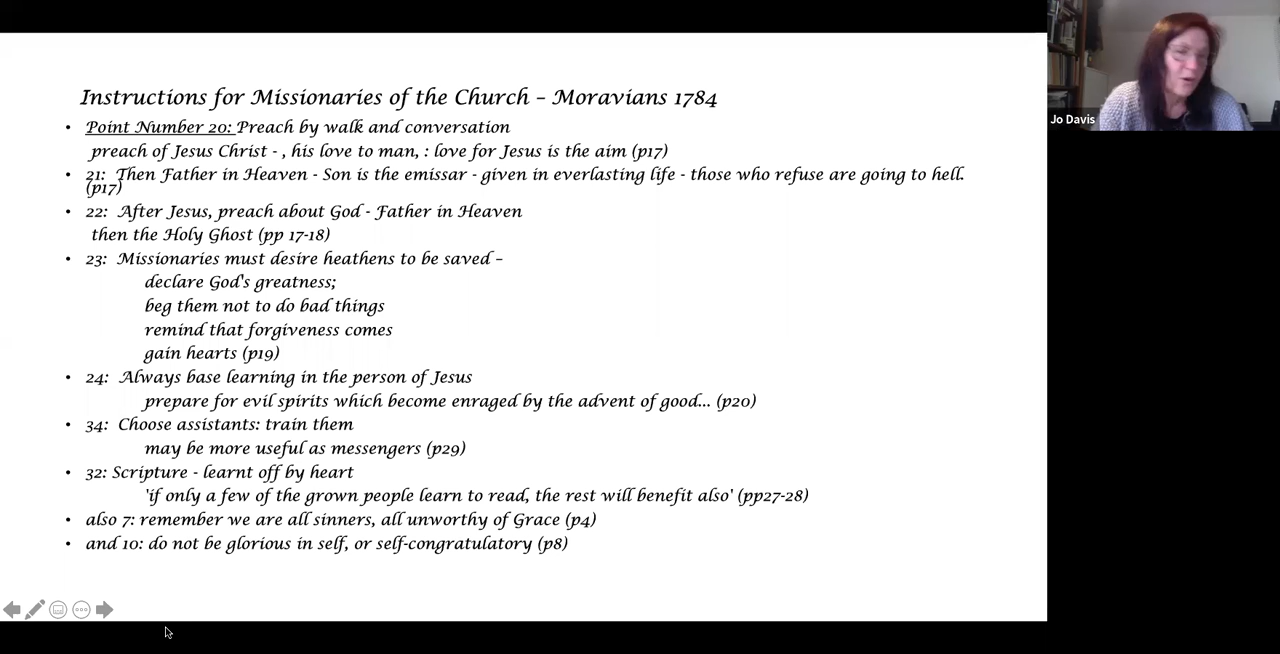 Instructions for Missionaries of the Church – Moravians 1784
• Point Number 20: Preach by walk and conversation
preach of Jesus Christ - , his love to man, : love for Jesus is the aim (p17)
• 21: Then Father in Heaven - Son is the emissar - given in everlasting life - those who refuse are going to hell.
(p17)
• 22: After Jesus, preach about God - Father in Heaven
then the Holy Ghost (pp 17-18)
• 23: Missionaries must desire heathens to be saved –
declare God's greatness;
beg them not to do bad things
remind that forgiveness comes
gain hearts (p19)
• 24: Always base learning in the person of Jesus
prepare for evil spirits which become enraged by the advent of good... (p20)
• 34: Choose assistants: train them
may be more useful as messengers (p29)
• 32: Scripture - learnt off by heart
'if only a few of the grown people learn to read, the rest will benefit also' (pp27-28)
• also 7: remember we are all sinners, all unworthy of Grace (p4)
• and 10: do not be glorious in self, or self-congratulatory (p8)
Jo Davis